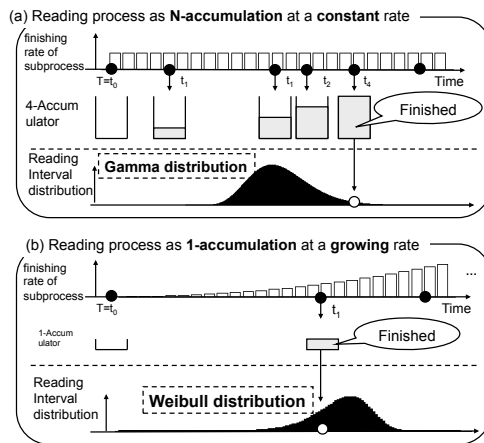 (a) Reading process as N-accumulation at a constant rate
finishing
rate of
subprocess
T=t0
t1
t1
t2
t4
Time
4-Accum
ulator
Finished
Reading
Interval
distribution
Gamma distribution
(b) Reading process as 1-accumulation at a growing rate
finishing
rate of
subprocess
...
T=t0
t1
Time
1-Accum
ulator
Finished
Reading
Interval
distribution
Weibull distribution